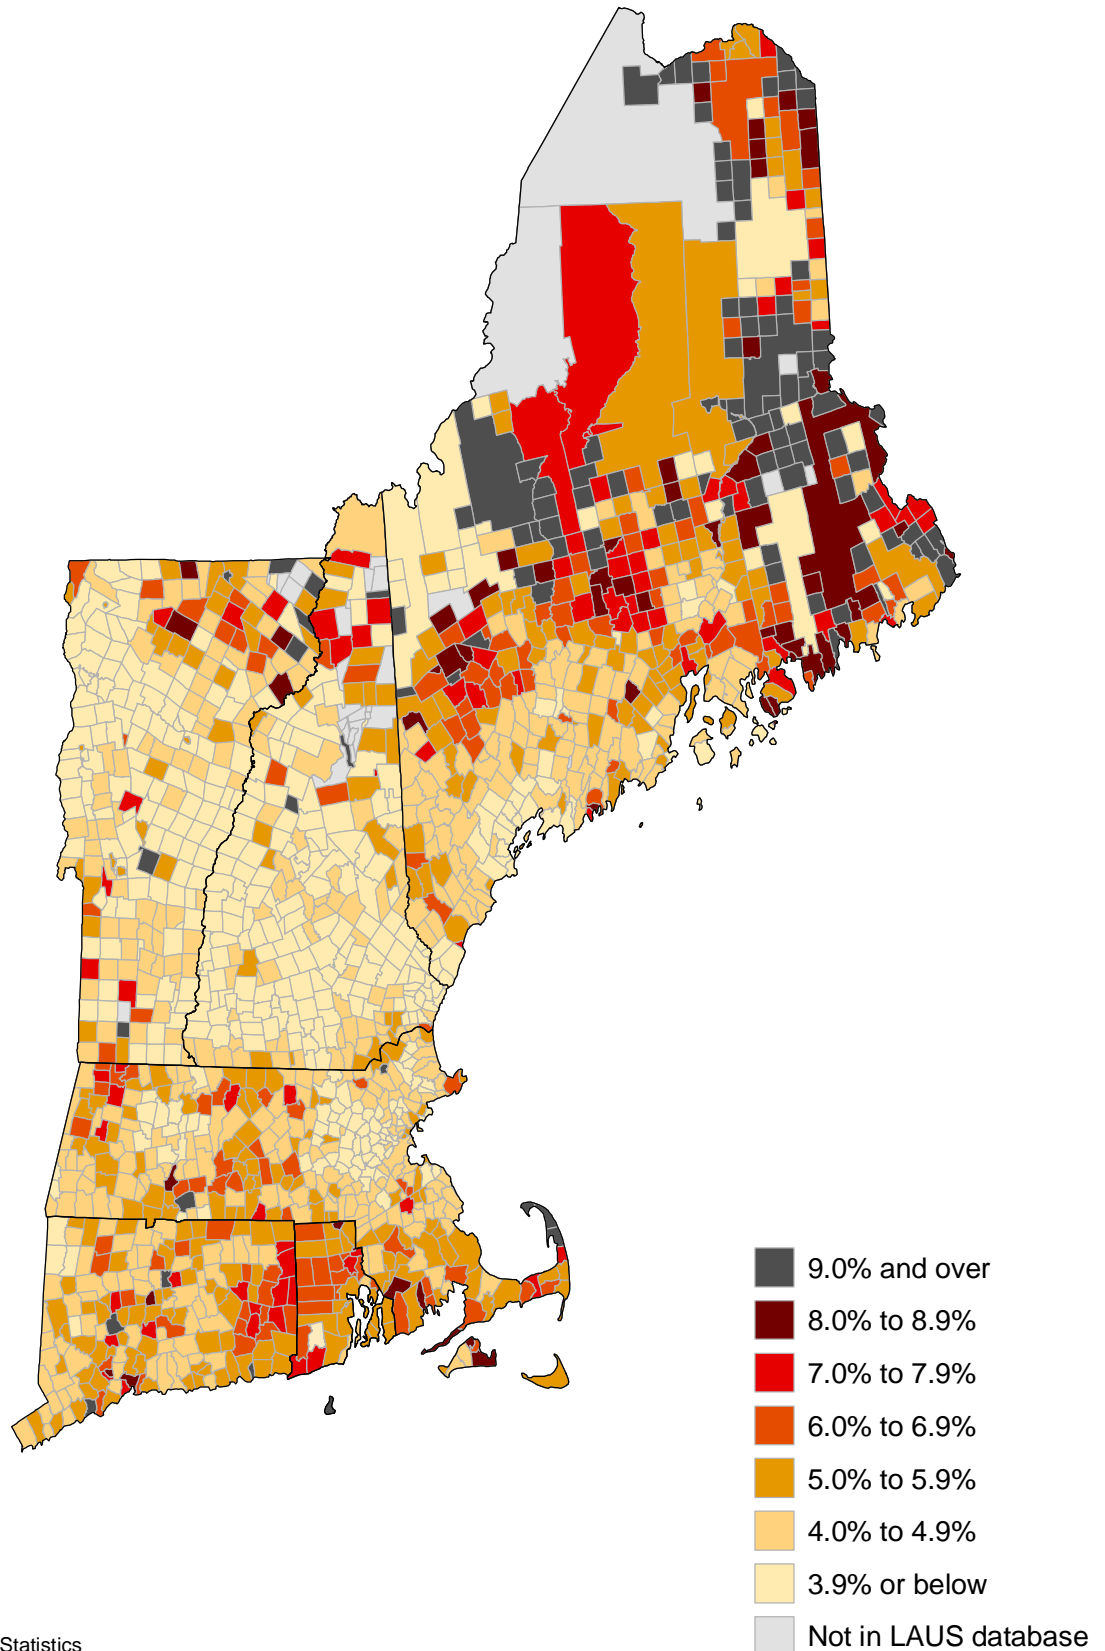 9.0% and over
8.0% to 8.9%
7.0% to 7.9%
6.0% to 6.9%
5.0% to 5.9%
4.0% to 4.9%
3.9% or below
Not in LAUS database
Statistics